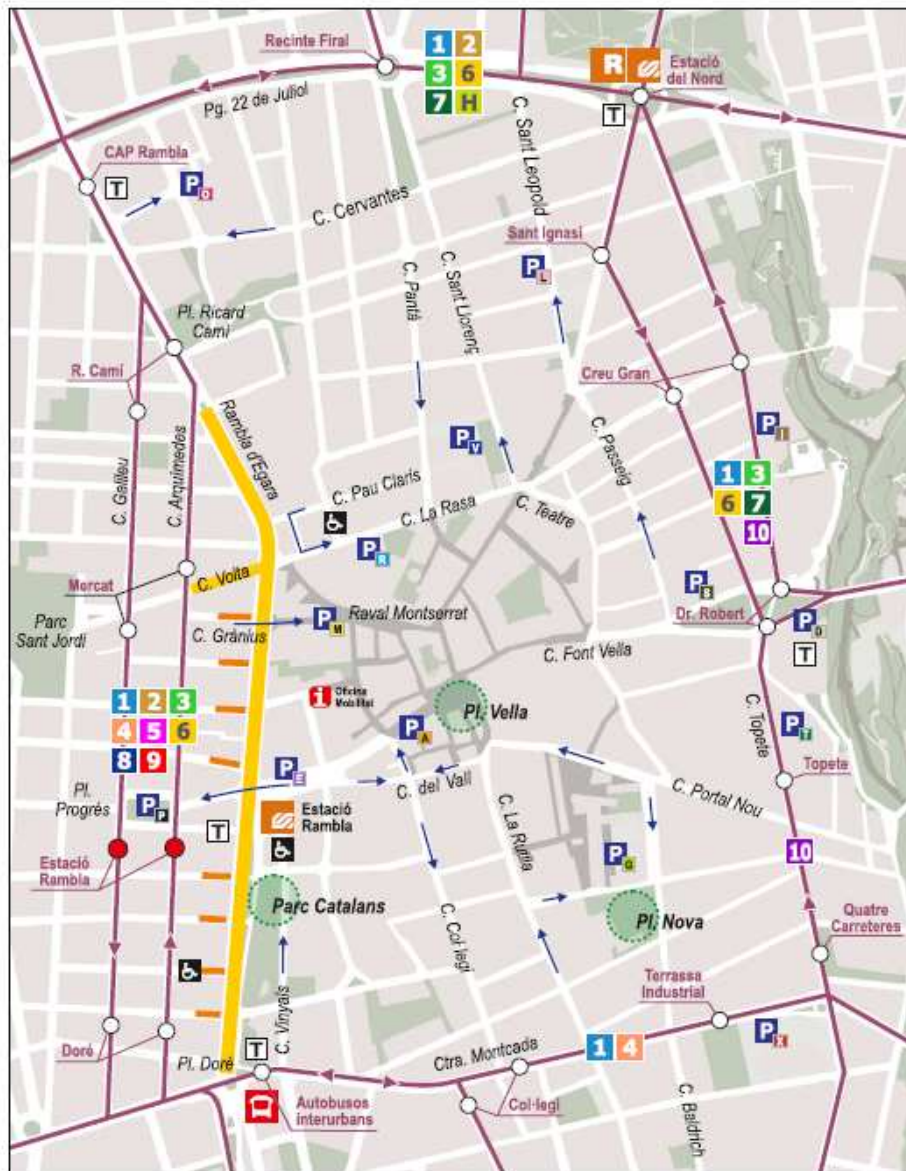 Recinte Firal
1 2
3 6
7 H
R
Estació
del Nord
Pg. 22 de Juliol
T
C. Sant Leopold
CAP Rambla
T
P O
C. Cervantes
Sant Ignasi
P L
C. Pantà
C. Sant Llorenç
Pl. Ricard
Camí
R. Camí
Creu Gran
Rambla d'Egara
P V
C. Passeig
P I
C. Galileu
C. Arquimedes
C. Pau Claris
C. La Rasa
C. Teatre
1 3
6 7
10
P R
Mercat
C. Volta
P S
Parc
Sant Jordi
C. Gränius
P M
Raval Montserrat
Dr. Robert
P D
T
C. Font Vella
1 2 3
4 5 6
8 9
i Oficina
Mobilitat
Pl. Vella
P A
C. Topete
P T
Topete
P E
C. del Vall
C. Portal Nou
Pl.
Progrés
P P
Estació
Rambla
T
C. La Rutlla
P G
10
Estació
Rambla
Parc Catalans
Pl. Nova
Quatre
Carreteres
C. Col·legi
Terrassa
Industrial
C. Vinyals
P X
Doré
Pl. Doré
T
Ctra. Montcada
1 4
Autobusos
interurbans
Col·legi
C. Baldrich